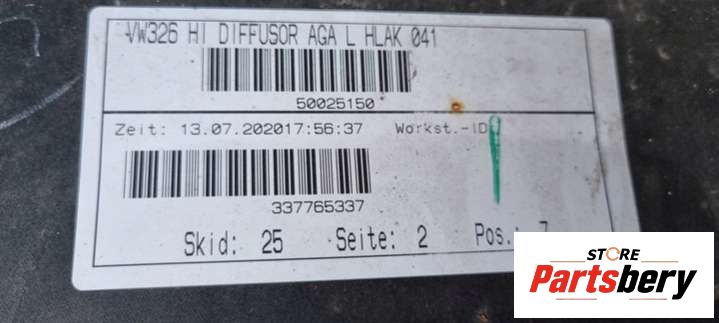 VW326 HI DIFFUSOR AGA L HLAK 041
50025150
Zeit: 13.07.202017:56:37 Workst.-ID
337765337
Skid: 25 Seite: 2 Pos.: 7
STORE
Partsbery